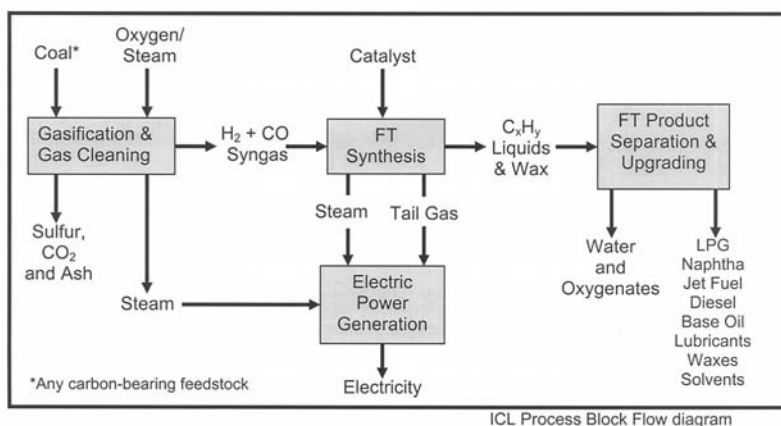 Coal*
Oxygen/
Steam
Catalyst
Gasification &
Gas Cleaning
H₂ + CO
Syngas
FT
Synthesis
CₓHᵧ
Liquids
& Wax
FT Product
Separation &
Upgrading
Sulfur,
CO₂
and Ash
Steam
Steam
Tail Gas
Electric
Power
Generation
Electricity
Water
and
Oxygenates
LPG
Naphtha
Jet Fuel
Diesel
Base Oil
Lubricants
Waxes
Solvents
*Any carbon-bearing feedstock
ICL Process Block Flow diagram